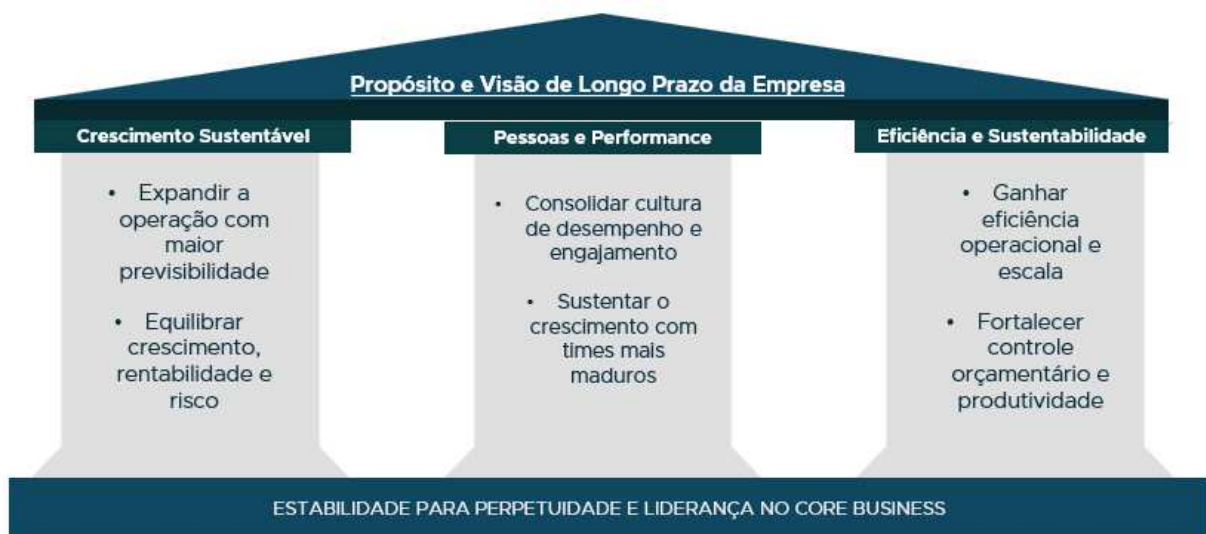 Propósito e Visão de Longo Prazo da Empresa
Crescimento Sustentável
• Expandir a
operação com
maior
previsibilidade
• Equilibrar
crescimento,
rentabilidade e
risco
Pessoas e Performance
• Consolidar cultura
de desempenho e
engajamento
• Sustentar o
crescimento com
times mais
maduros
Eficiência e Sustentabilidade
• Ganhar
eficiência
operacional e
escala
• Fortalecer
controle
orçamentário e
produtividade
ESTABILIDADE PARA PERPETUIDADE E LIDERANÇA NO CORE BUSINESS